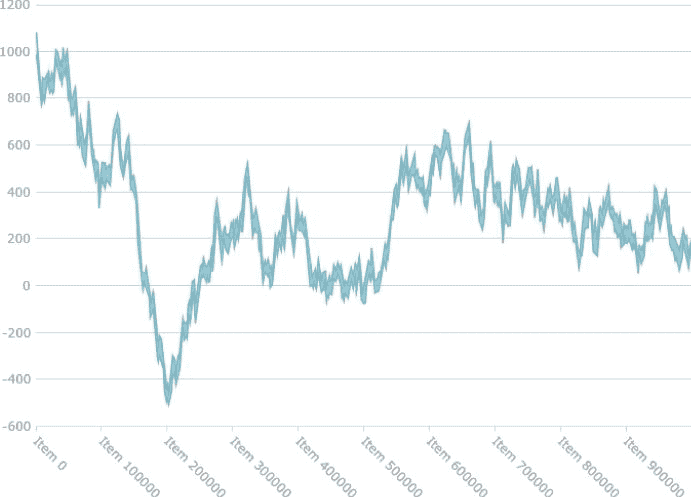 1200
1000
800
600
400
200
0
-200
-400
-600
Item 0
Item 100000
Item 200000
Item 300000
Item 400000
Item 500000
Item 600000
Item 700000
Item 800000
Item 900000